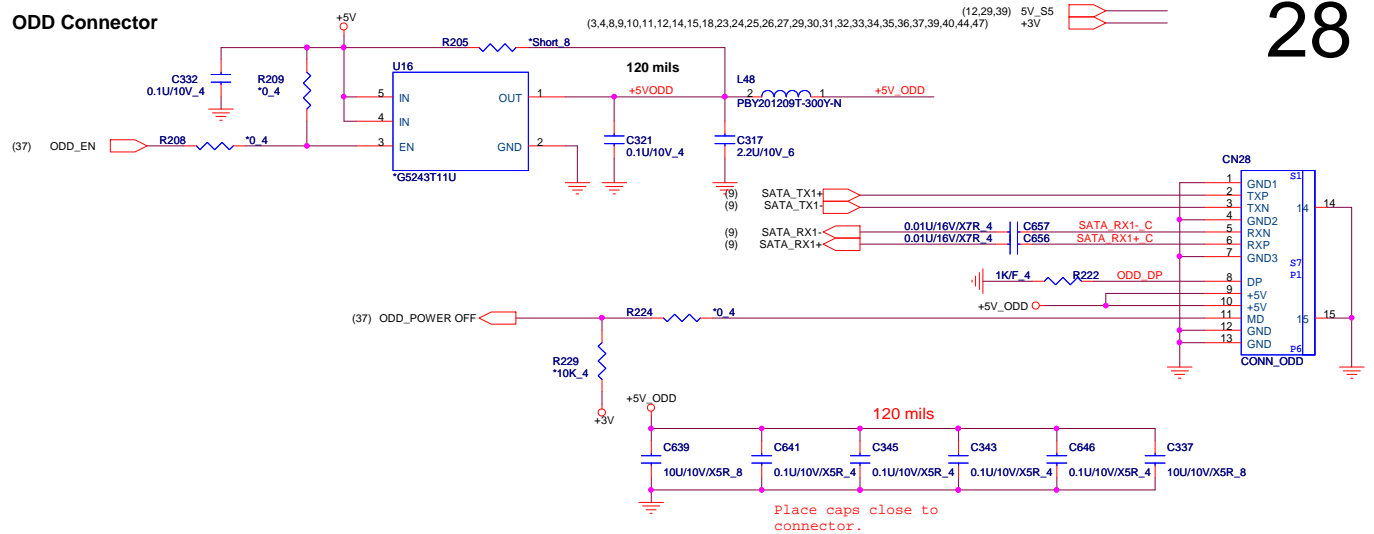 ODD Connector
(12,29,39) 5V_S5
(3,4,8,9,10,11,12,14,15,18,23,24,25,26,27,29,30,31,32,33,34,35,36,37,39,40,44,47) +3V
28
+5V
R205 *Short_8
C332
0.1U/10V_4
R209
*0_4
U16
120 mils
5 IN
4 IN
3 EN
OUT 1
GND 2
*G5243T11U
+5VODD
L48
2 1
PBY201209T-300Y-N
+5V_ODD
(37) ODD_EN
R208 *0_4
C321
0.1U/10V_4
C317
2.2U/10V_6
CN28
(9) SATA_TX1+
(9) SATA_TX1-
(9) SATA_RX1- 0.01U/16V/X7R_4 C657 SATA_RX1-_C
(9) SATA_RX1+ 0.01U/16V/X7R_4 C656 SATA_RX1+_C
1 GND1
2 TXP
3 TXN
4 GND2
5 RXN
6 RXP
7 GND3
8 DP
9 +5V
10 +5V
11 MD
12 GND
13 GND
S1
14 14
S7
P1
15 15
P6
CONN_ODD
1K/F_4 R222 ODD_DP
+5V_ODD
(37) ODD_POWER OFF
R224 *0_4
R229
*10K_4
+3V
+5V_ODD
120 mils
C639
10U/10V/X5R_8
C641
0.1U/10V/X5R_4
C345
0.1U/10V/X5R_4
C343
0.1U/10V/X5R_4
C646
0.1U/10V/X5R_4
C337
10U/10V/X5R_8
Place caps close to
connector.